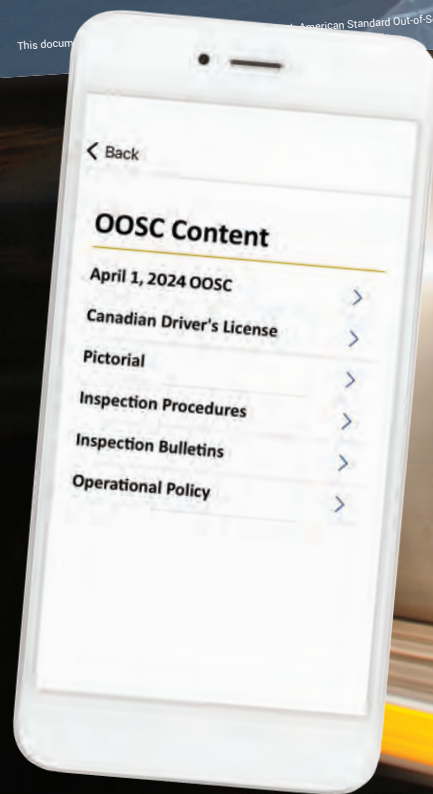 American Standard Out-of-S
This docum
Back
OOSC Content
April 1, 2024 OOSC
Canadian Driver's License
Pictorial
Inspection Procedures
Inspection Bulletins
Operational Policy